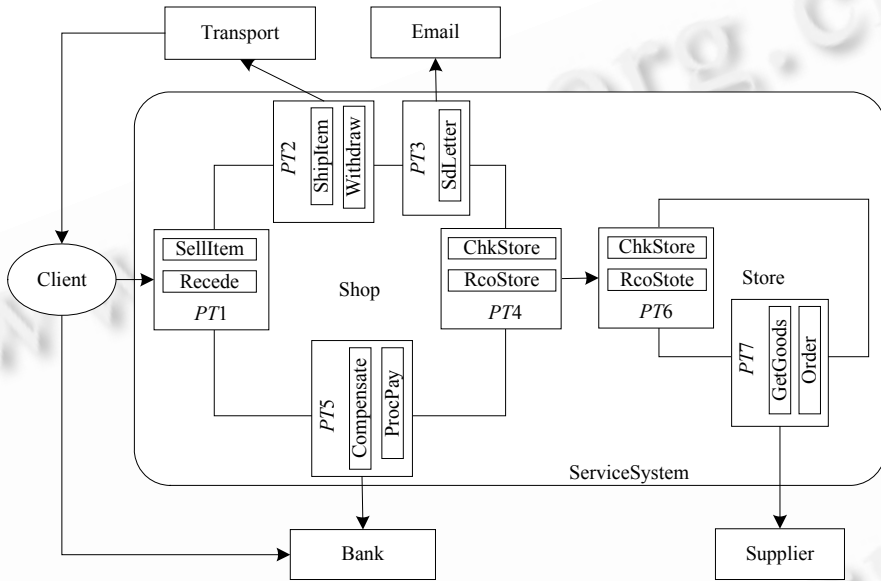 Transport
Email
PT2
ShipItem
Withdraw
PT3
SdLetter
SellItem
Recede
PT1
Client
Shop
ChkStore
RcoStore
PT4
ChkStore
RcoStote
PT6
Store
PT7
GetGoods
Order
PT5
Compensate
ProcPay
ServiceSystem
Bank
Supplier